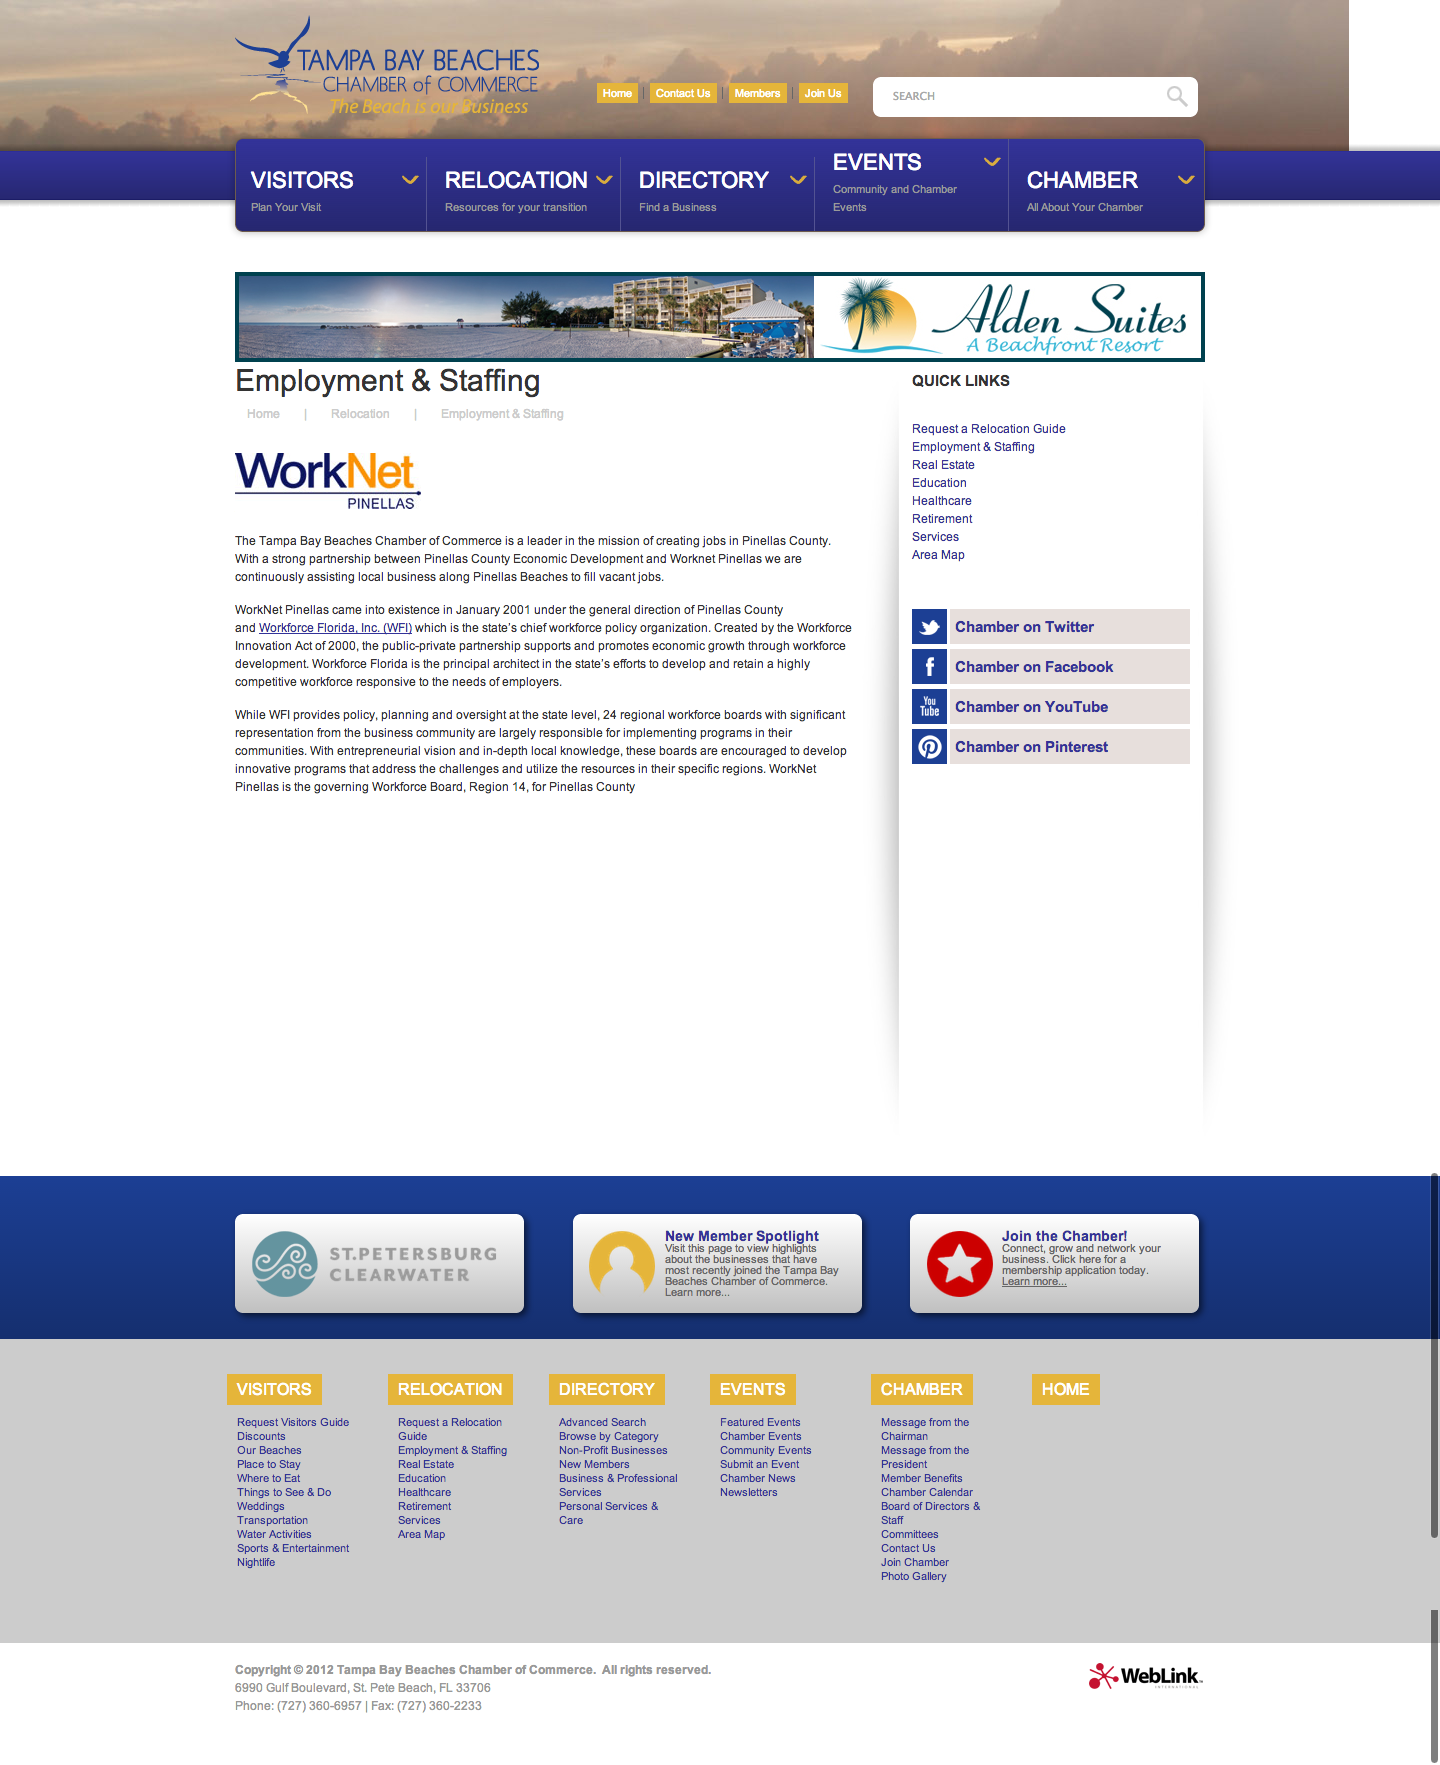 TAMPA BAY BEACHES
CHAMBER of COMMERCE
The Beach is our Business
Home | Contact Us | Members | Join Us
SEARCH
VISITORS
Plan Your Visit
RELOCATION
Resources for your transition
DIRECTORY
Find a Business
EVENTS
Community and Chamber
Events
CHAMBER
All About Your Chamber
Alden Suites
A Beachfront Resort
Employment & Staffing
Home | Relocation | Employment & Staffing
WorkNet
PINELLAS
The Tampa Bay Beaches Chamber of Commerce is a leader in the mission of creating jobs in Pinellas County.
With a strong partnership between Pinellas County Economic Development and Worknet Pinellas we are
continuously assisting local business along Pinellas Beaches to fill vacant jobs.
WorkNet Pinellas came into existence in January 2001 under the general direction of Pinellas County
and Workforce Florida, Inc. (WFI) which is the state's chief workforce policy organization. Created by the Workforce
Innovation Act of 2000, the public-private partnership supports and promotes economic growth through workforce
development. Workforce Florida is the principal architect in the state's efforts to develop and retain a highly
competitive workforce responsive to the needs of employers.
While WFI provides policy, planning and oversight at the state level, 24 regional workforce boards with significant
representation from the business community are largely responsible for implementing programs in their
communities. With entrepreneurial vision and in-depth local knowledge, these boards are encouraged to develop
innovative programs that address the challenges and utilize the resources in their specific regions. WorkNet
Pinellas is the governing Workforce Board, Region 14, for Pinellas County
QUICK LINKS
Request a Relocation Guide
Employment & Staffing
Real Estate
Education
Healthcare
Retirement
Services
Area Map
Chamber on Twitter
Chamber on Facebook
You
Tube
Chamber on YouTube
Chamber on Pinterest
ST.PETERSBURG
CLEARWATER
New Member Spotlight
Visit this page to view highlights
about the businesses that have
most recently joined the Tampa Bay
Beaches Chamber of Commerce.
Learn more...
Join the Chamber!
Connect, grow and network your
business. Click here for a
membership application today.
Learn more...
VISITORS
Request Visitors Guide
Discounts
Our Beaches
Place to Stay
Where to Eat
Things to See & Do
Weddings
Transportation
Water Activities
Sports & Entertainment
Nightlife
RELOCATION
Request a Relocation
Guide
Employment & Staffing
Real Estate
Education
Healthcare
Retirement
Services
Area Map
DIRECTORY
Advanced Search
Browse by Category
Non-Profit Businesses
New Members
Business & Professional
Services
Personal Services &
Care
EVENTS
Featured Events
Chamber Events
Community Events
Submit an Event
Chamber News
Newsletters
CHAMBER
Message from the
Chairman
Message from the
President
Member Benefits
Chamber Calendar
Board of Directors &
Staff
Committees
Contact Us
Join Chamber
Photo Gallery
HOME
Copyright © 2012 Tampa Bay Beaches Chamber of Commerce. All rights reserved.
6990 Gulf Boulevard, St. Pete Beach, FL 33706
Phone: (727) 360-6957 | Fax: (727) 360-2233
WebLink
INTERNATIONAL